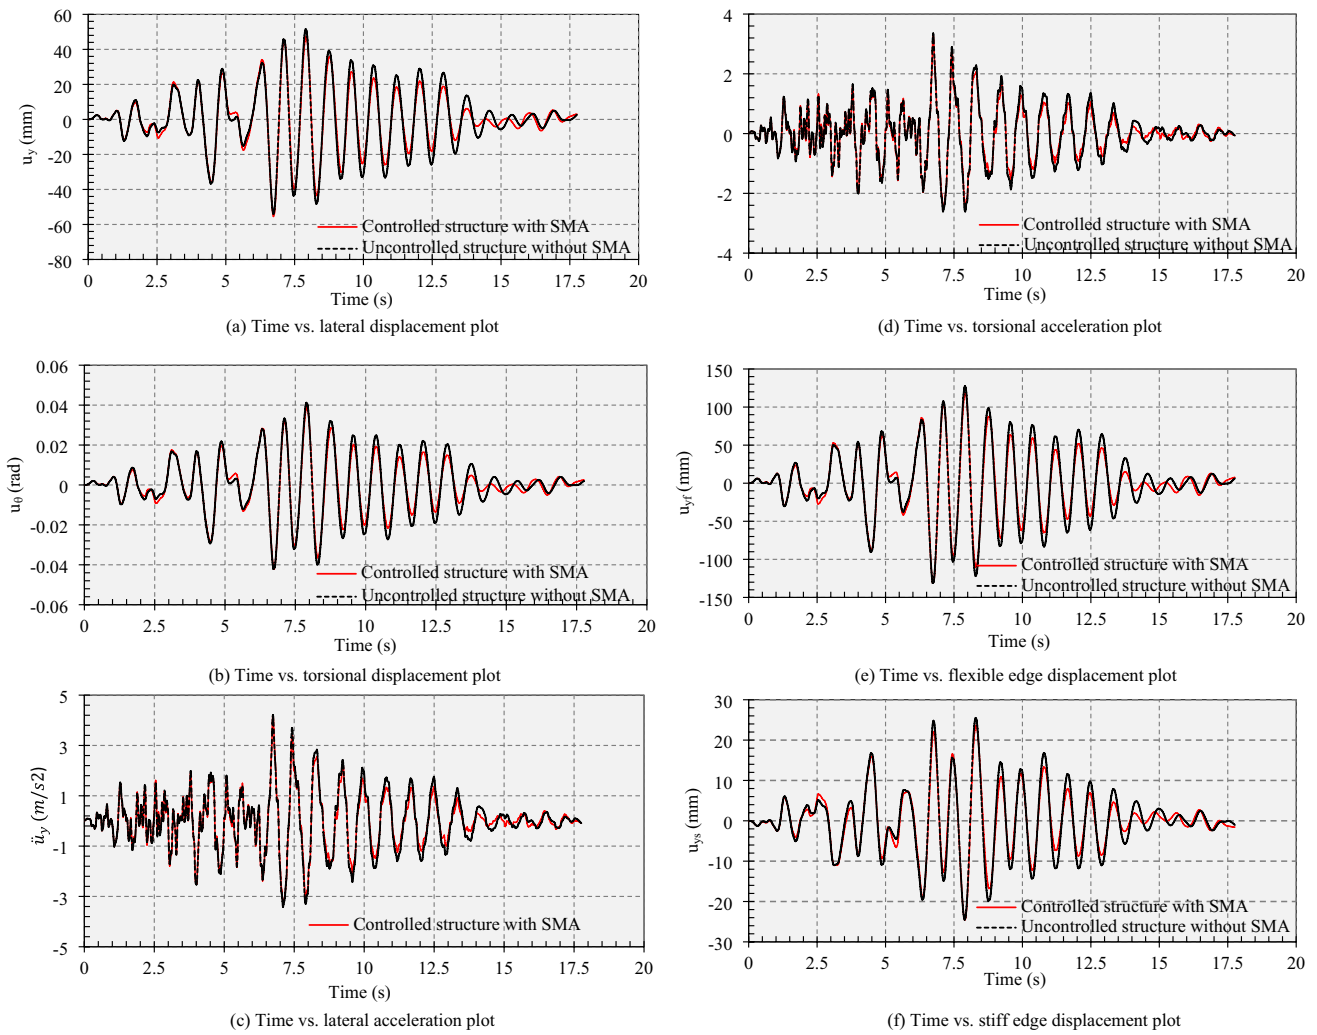 60
40
20
0
-20
-40
-60
-80
u_y (mm)
Controlled structure with SMA
Uncontrolled structure without SMA
0 2.5 5 7.5 10 12.5 15 17.5 20
Time (s)
(a) Time vs. lateral displacement plot
4
2
0
-2
-4
Controlled structure with SMA
Uncontrolled structure without SMA
0 2.5 5 7.5 10 12.5 15 17.5 20
Time (s)
(d) Time vs. torsional acceleration plot
0.06
0.04
0.02
0
-0.02
-0.04
-0.06
u_θ (rad)
Controlled structure with SMA
Uncontrolled structure without SMA
0 2.5 5 7.5 10 12.5 15 17.5 20
Time (s)
(b) Time vs. torsional displacement plot
150
100
50
0
-50
-100
-150
u_yf (mm)
Controlled structure with SMA
Uncontrolled structure without SMA
0 2.5 5 7.5 10 12.5 15 17.5 20
Time (s)
(e) Time vs. flexible edge displacement plot
5
3
1
-1
-3
-5
ü_y (m/s2)
Controlled structure with SMA
0 2.5 5 7.5 10 12.5 15 17.5 20
Time (s)
(c) Time vs. lateral acceleration plot
30
20
10
0
-10
-20
-30
u_ys (mm)
Controlled structure with SMA
Uncontrolled structure without SMA
0 2.5 5 7.5 10 12.5 15 17.5 20
Time (s)
(f) Time vs. stiff edge displacement plot